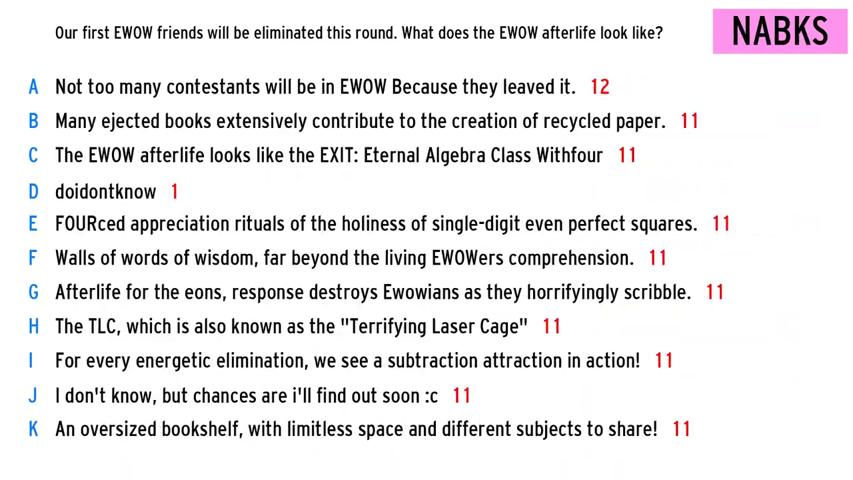 Our first EWOW friends will be eliminated this round. What does the EWOW afterlife look like?
NABKS
A Not too many contestants will be in EWOW Because they leaved it. 12
B Many ejected books extensively contribute to the creation of recycled paper. 11
C The EWOW afterlife looks like the EXIT: Eternal Algebra Class Withfour 11
D doidontknow 1
E FOURced appreciation rituals of the holiness of single-digit even perfect squares. 11
F Walls of words of wisdom, far beyond the living EWOWers comprehension. 11
G Afterlife for the eons, response destroys Ewowians as they horrifyingly scribble. 11
H The TLC, which is also known as the "Terrifying Laser Cage" 11
I For every energetic elimination, we see a subtraction attraction in action! 11
J I don't know, but chances are i'll find out soon :c 11
K An oversized bookshelf, with limitless space and different subjects to share! 11